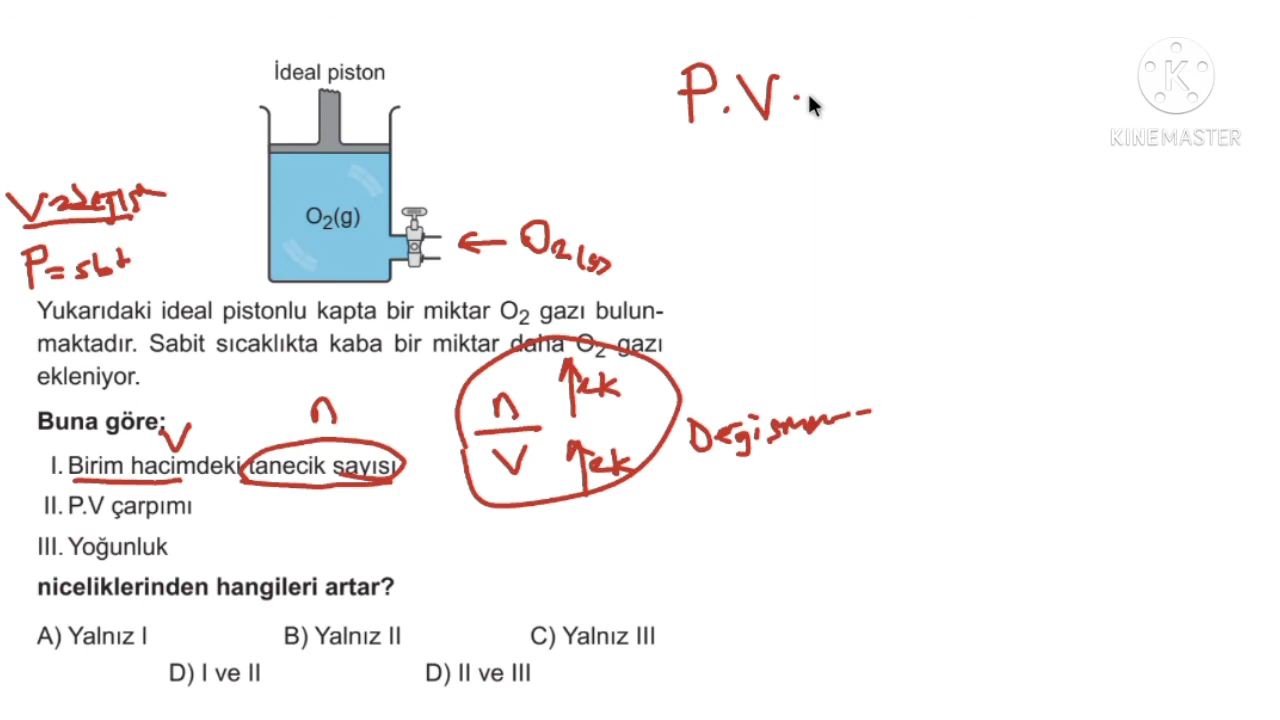 İdeal piston
P.V
KINEMASTER
O₂(g)
O₂(g)
P=sbt
Yukarıdaki ideal pistonlu kapta bir miktar O₂ gazı bulun-
maktadır. Sabit sıcaklıkta kaba bir miktar daha O₂ gazı
ekleniyor.
Buna göre;
V
n
n
V
I. Birim hacimdeki tanecik sayısı
II. P.V çarpımı
III. Yoğunluk
niceliklerinden hangileri artar?
A) Yalnız I B) Yalnız II C) Yalnız III
D) I ve II D) II ve III